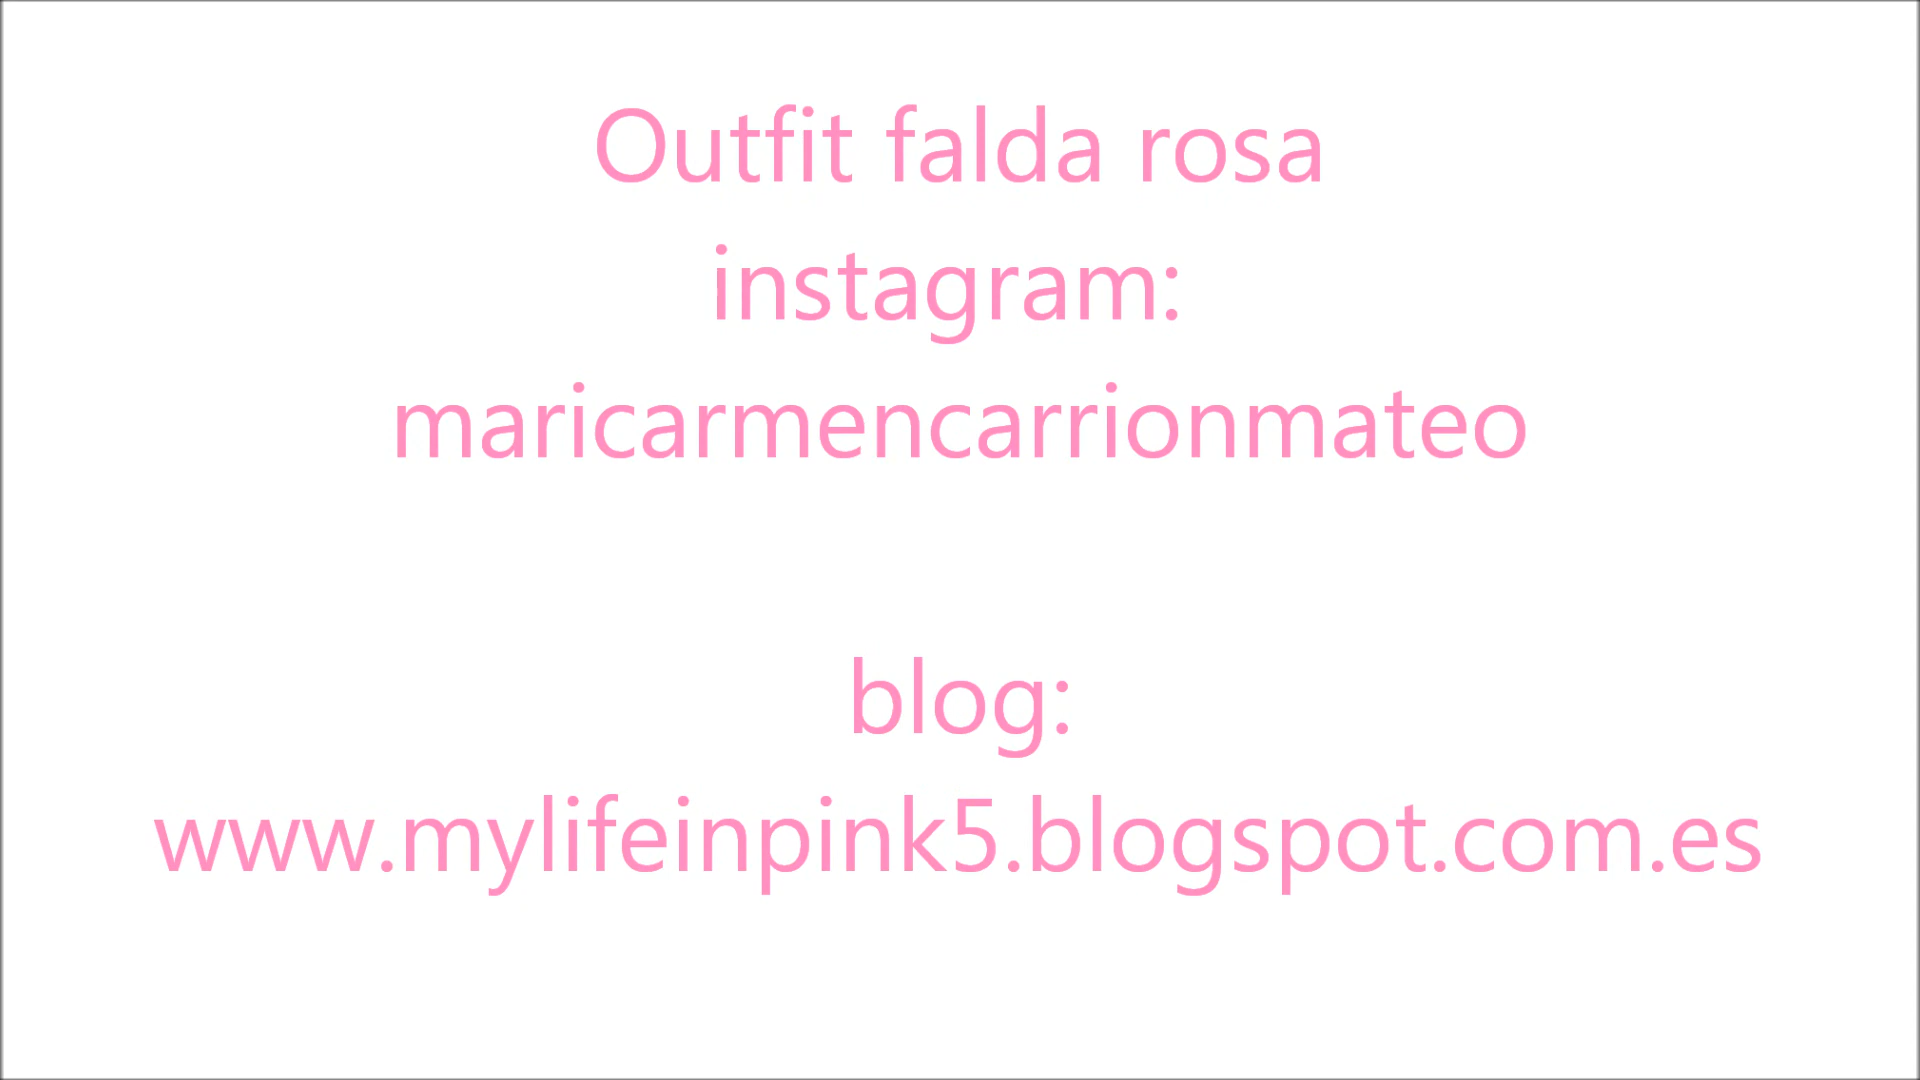 Outfit falda rosa
instagram:
maricarmencarrionmateo
blog:
www.mylifeinpink5.blogspot.com.es